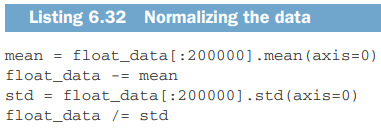 Listing 6.32 Normalizing the data
mean = float_data[:200000].mean(axis=0)
float_data -= mean
std = float_data[:200000].std(axis=0)
float_data /= std